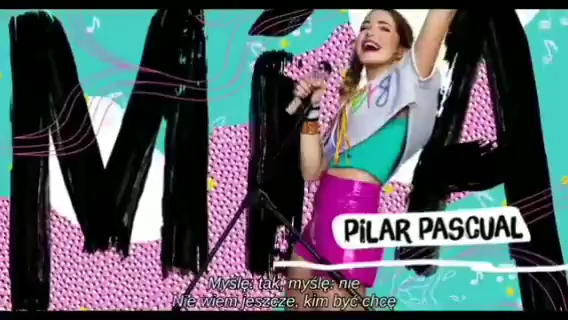 MiA
PiLAR PASCUAL
Myślę: tak, myślę: nie
Nie wiem jeszcze, kim być chcę